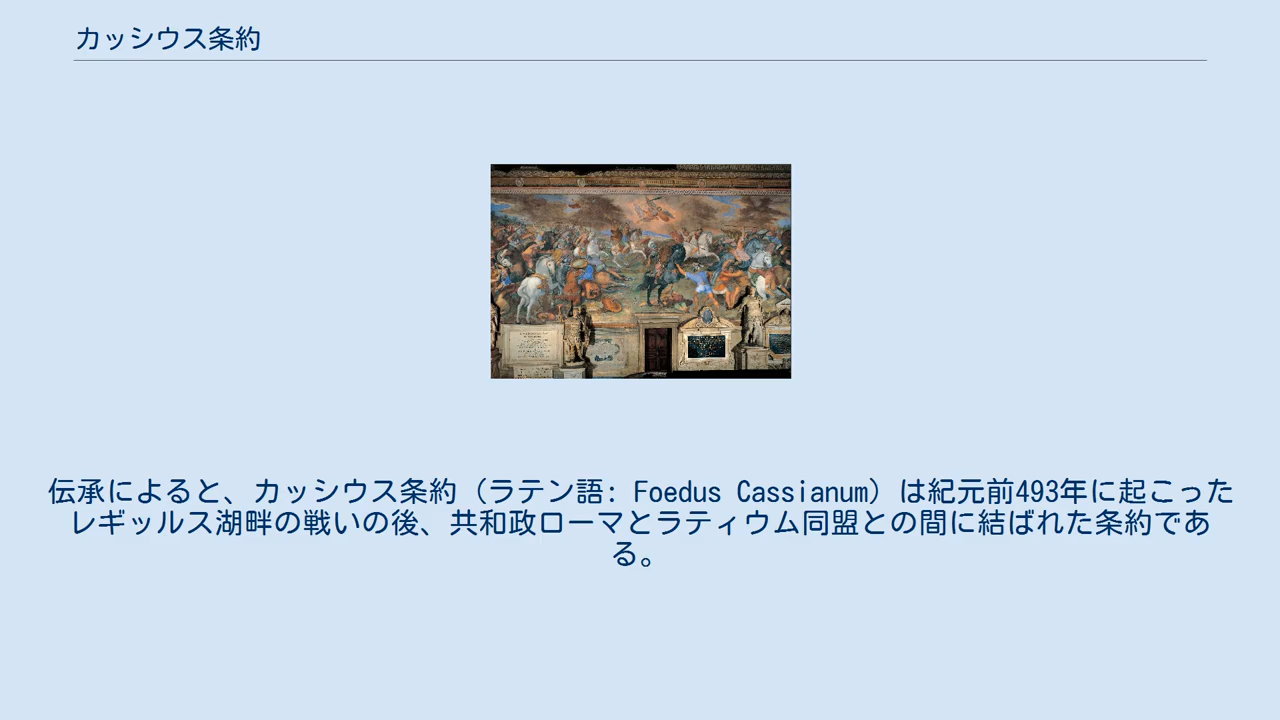 カッシウス条約
伝承によると、カッシウス条約（ラテン語: Foedus Cassianum）は紀元前493年に起こった
レギッルス湖畔の戦いの後、共和政ローマとラティウム同盟との間に結ばれた条約であ
る。